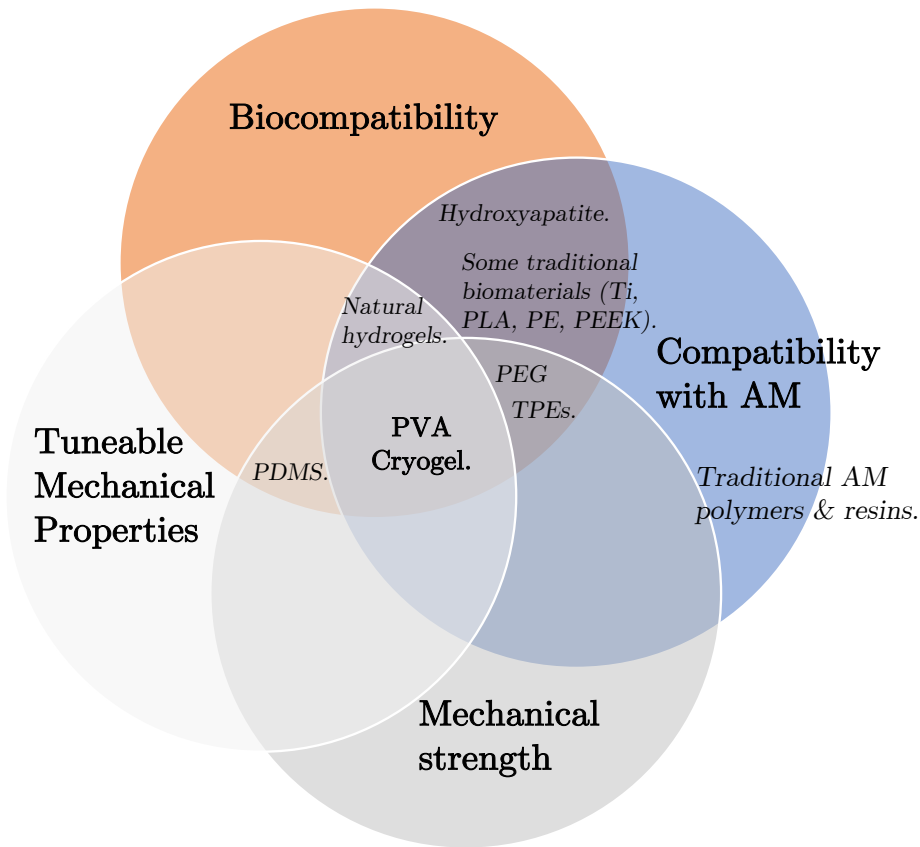 Biocompatibility
Hydroxyapatite.
Some traditional
biomaterials (Ti,
PLA, PE, PEEK).
Natural
hydrogels.
Compatibility
with AM
PEG
TPEs.
PVA
Cryogel.
Tuneable
Mechanical
Properties
PDMS.
Traditional AM
polymers & resins.
Mechanical
strength